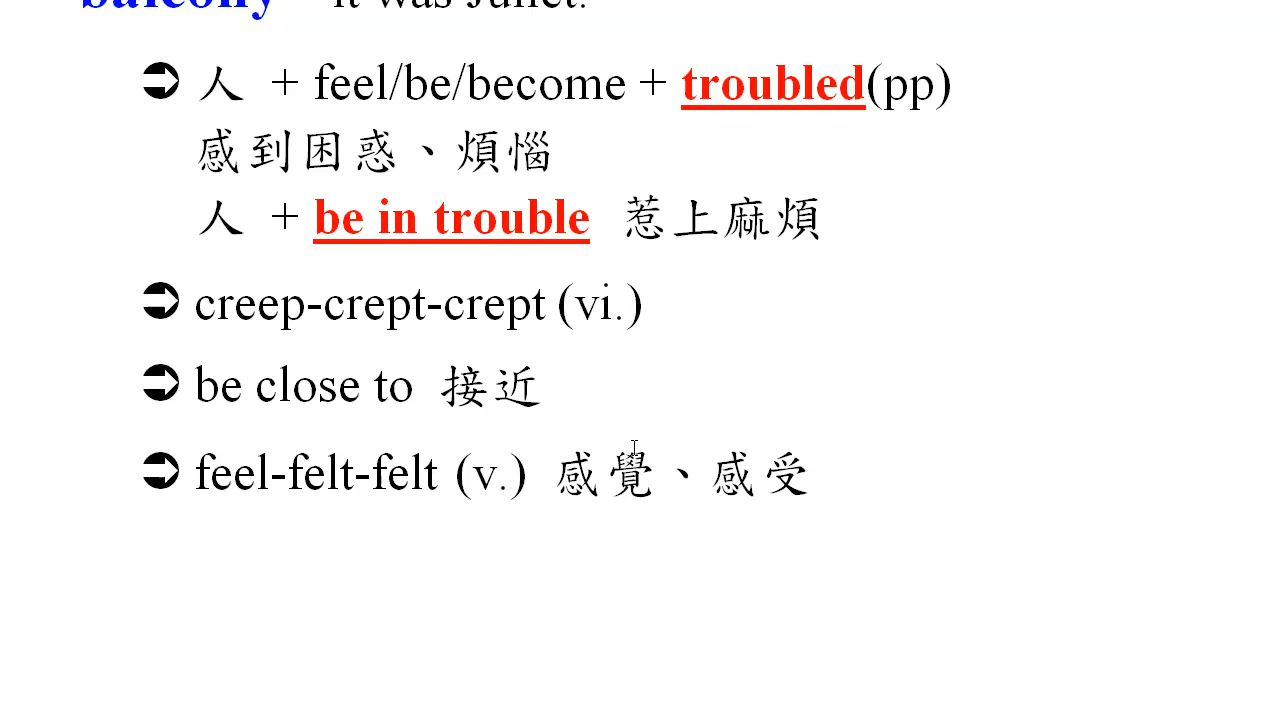 balcony it was Juliet.
➲ 人 + feel/be/become + troubled(pp)
感到困惑、煩惱
人 + be in trouble 惹上麻煩
➲ creep-crept-crept (vi.)
➲ be close to 接近
➲ feel-felt-felt (v.) 感覺、感受